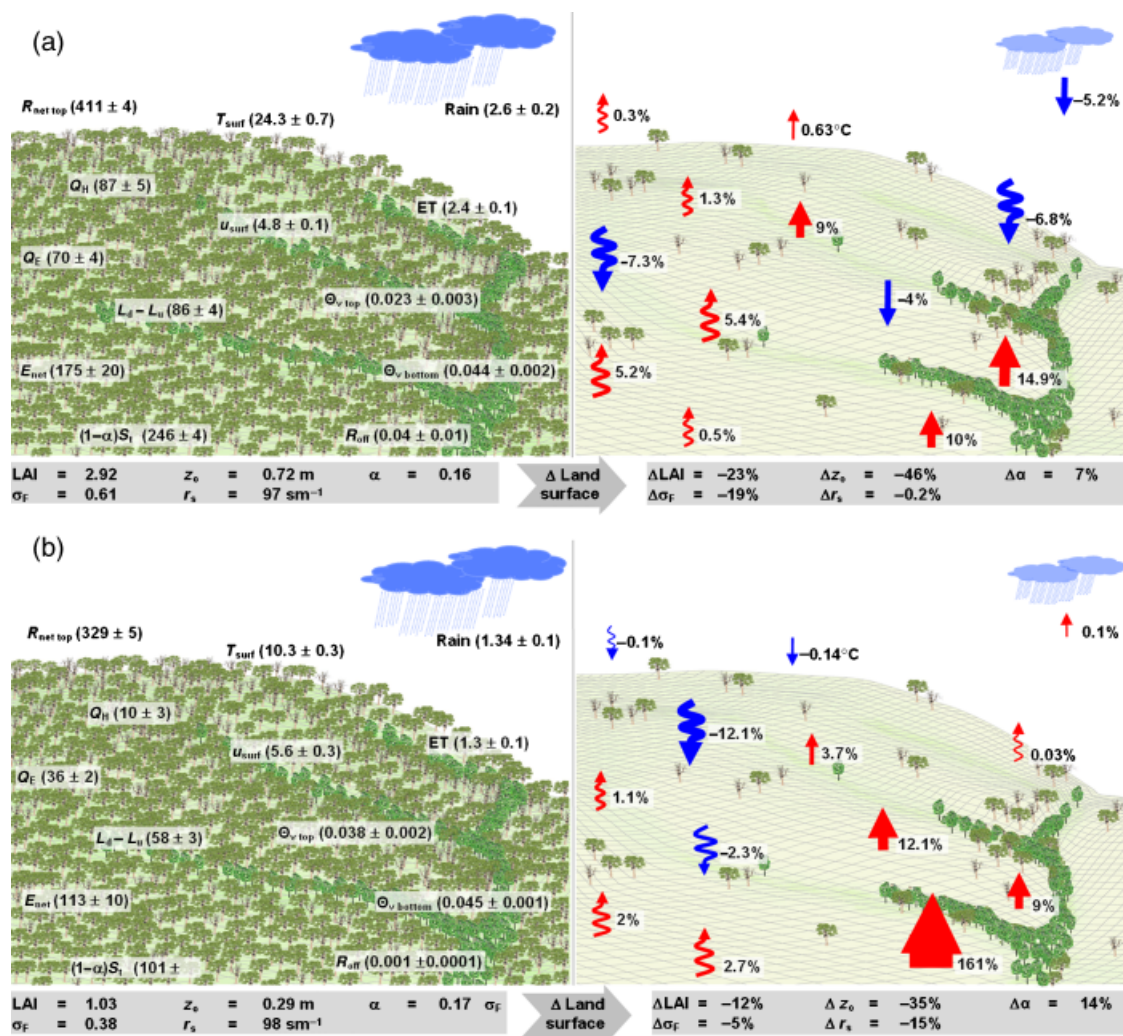 (a)
R_net top (411 ± 4)
T_surf (24.3 ± 0.7)
Rain (2.6 ± 0.2)
Q_H (87 ± 5)
ET (2.4 ± 0.1)
u_surf (4.8 ± 0.1)
Q_E (70 ± 4)
Θ_v top (0.023 ± 0.003)
L_d – L_u (86 ± 4)
E_net (175 ± 20)
Θ_v bottom (0.044 ± 0.002)
(1–α)S_t (246 ± 4)
R_off (0.04 ± 0.01)
–5.2%
0.3%
0.63°C
1.3%
9%
–6.8%
–7.3%
–4%
5.4%
5.2%
14.9%
0.5%
10%
LAI = 2.92 z_o = 0.72 m α = 0.16
σ_F = 0.61 r_s = 97 sm⁻¹
Δ Land
surface
ΔLAI = –23% Δz_o = –46% Δα = 7%
Δσ_F = –19% Δr_s = –0.2%
(b)
R_net top (329 ± 5)
T_surf (10.3 ± 0.3)
Rain (1.34 ± 0.1)
Q_H (10 ± 3)
ET (1.3 ± 0.1)
u_surf (5.6 ± 0.3)
Q_E (36 ± 2)
Θ_v top (0.038 ± 0.002)
L_d – L_u (58 ± 3)
E_net (113 ± 10)
Θ_v bottom (0.045 ± 0.001)
(1–α)S_t (101 ±
R_off (0.001 ±0.0001)
0.1%
–0.1%
–0.14°C
–12.1%
3.7%
0.03%
1.1%
–2.3%
12.1%
9%
2%
2.7%
161%
LAI = 1.03 z_o = 0.29 m α = 0.17 σ_F
σ_F = 0.38 r_s = 98 sm⁻¹
Δ Land
surface
ΔLAI = –12% Δ z_o = –35% Δα = 14%
Δσ_F = –5% Δ r_s = –15%